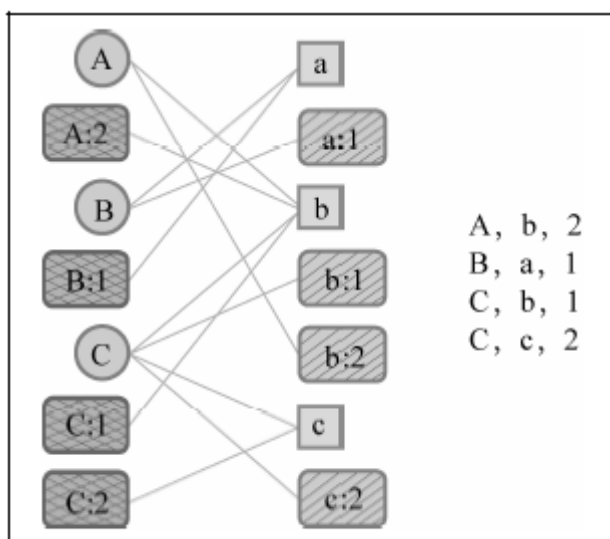 A
a
A:2
a:1
B
b
B:1
b:1
C
b:2
C:1
c
C:2
c:2
A, b, 2
B, a, 1
C, b, 1
C, c, 2